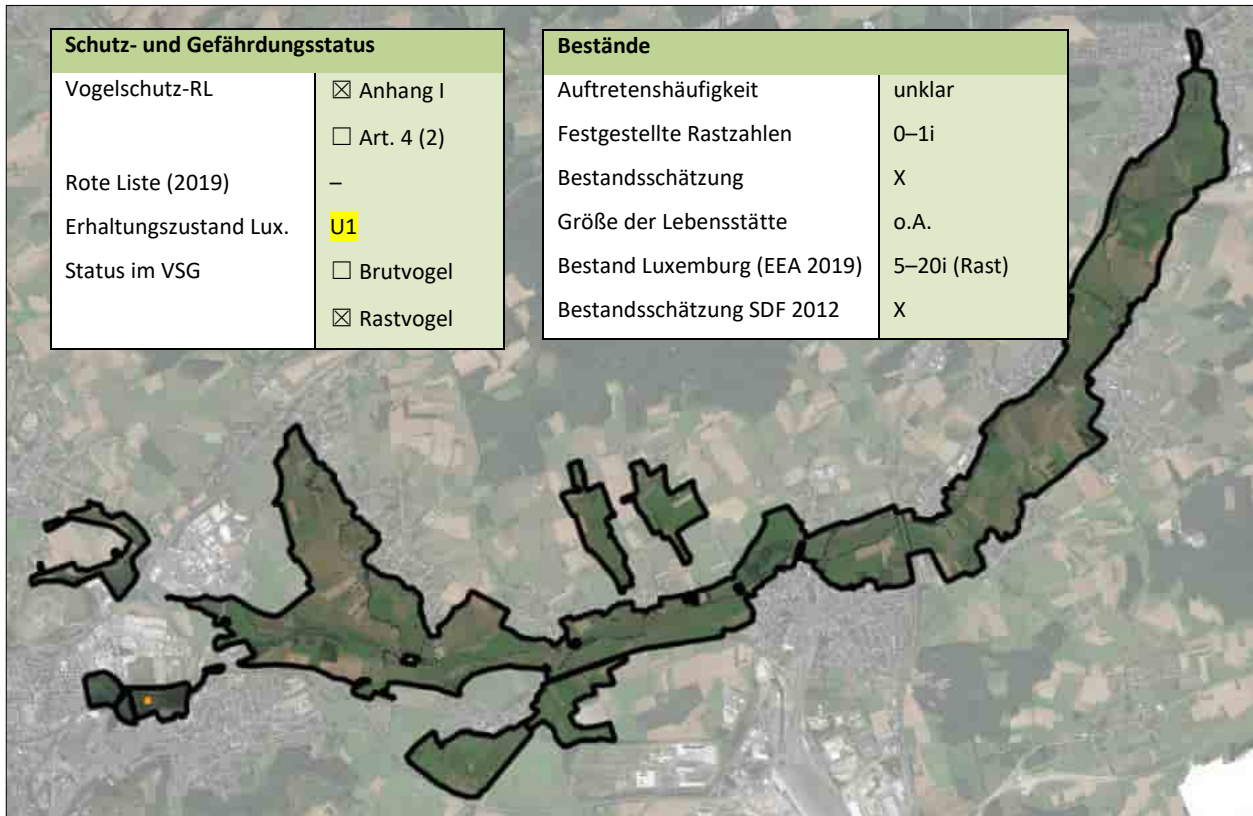 Schutz- und Gefährdungsstatus
Vogelschutz-RL ☒ Anhang I
☐ Art. 4 (2)
Rote Liste (2019) –
Erhaltungszustand Lux. U1
Status im VSG ☐ Brutvogel
☒ Rastvogel
Bestände
Auftretenshäufigkeit unklar
Festgestellte Rastzahlen 0–1i
Bestandsschätzung X
Größe der Lebensstätte o.A.
Bestand Luxemburg (EEA 2019) 5–20i (Rast)
Bestandsschätzung SDF 2012 X